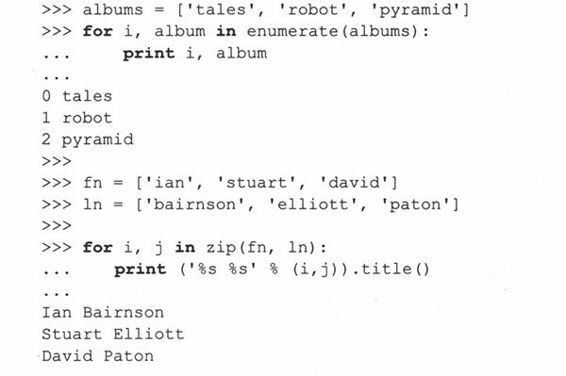 >>> albums = ['tales', 'robot', 'pyramid']
>>> for i, album in enumerate(albums):
...     print i, album
...
0 tales
1 robot
2 pyramid
>>>
>>> fn = ['ian', 'stuart', 'david']
>>> ln = ['bairnson', 'elliott', 'paton']
>>>
>>> for i, j in zip(fn, ln):
...    print ('%s %s' % (i,j)).title()
...
Ian Bairnson
Stuart Elliott
David Paton